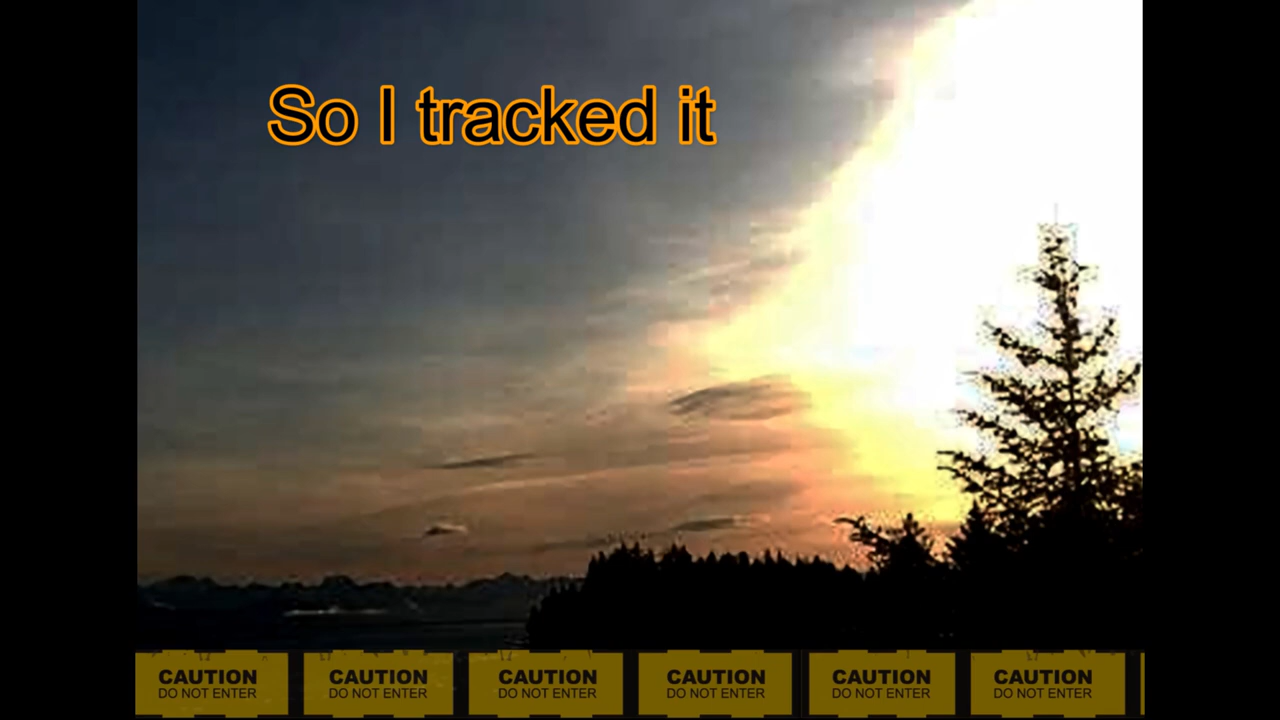 So I tracked it
CAUTION CAUTION CAUTION CAUTION CAUTION CAUTION
DO NOT ENTER DO NOT ENTER DO NOT ENTER DO NOT ENTER DO NOT ENTER DO NOT ENTER